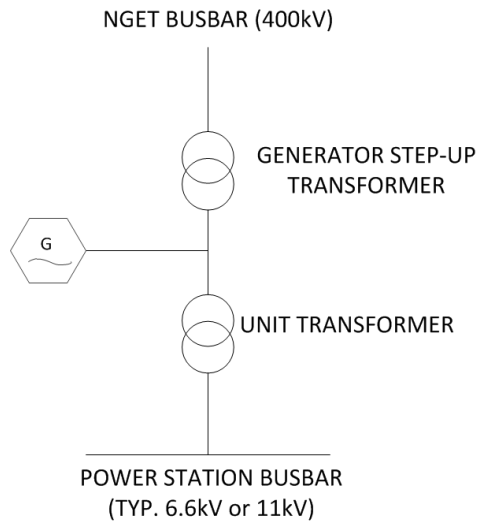 NGET BUSBAR (400kV)
GENERATOR STEP-UP
TRANSFORMER
G
UNIT TRANSFORMER
POWER STATION BUSBAR
(TYP. 6.6kV or 11kV)